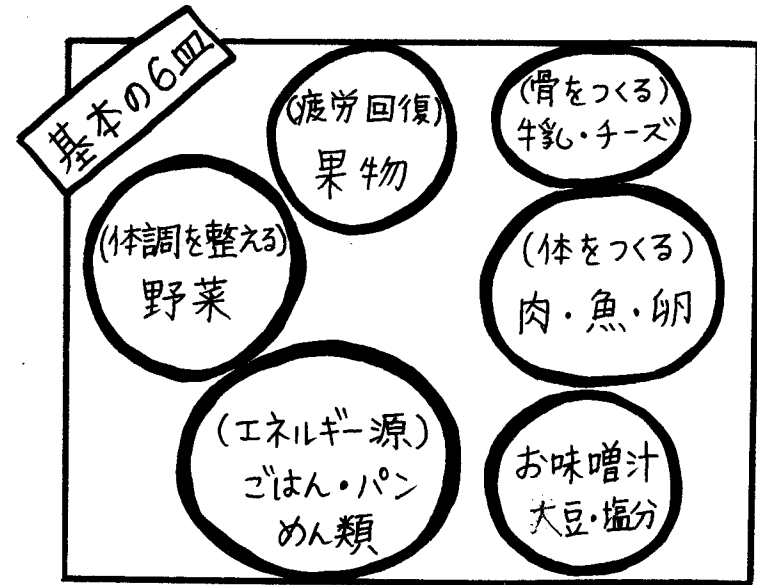 基本の6皿
(疲労回復)
果物
(骨をつくる)
牛乳・チーズ
(体調を整える)
野菜
(体をつくる)
肉・魚・卵
(エネルギー源)
ごはん・パン
めん類
お味噌汁
大豆・塩分